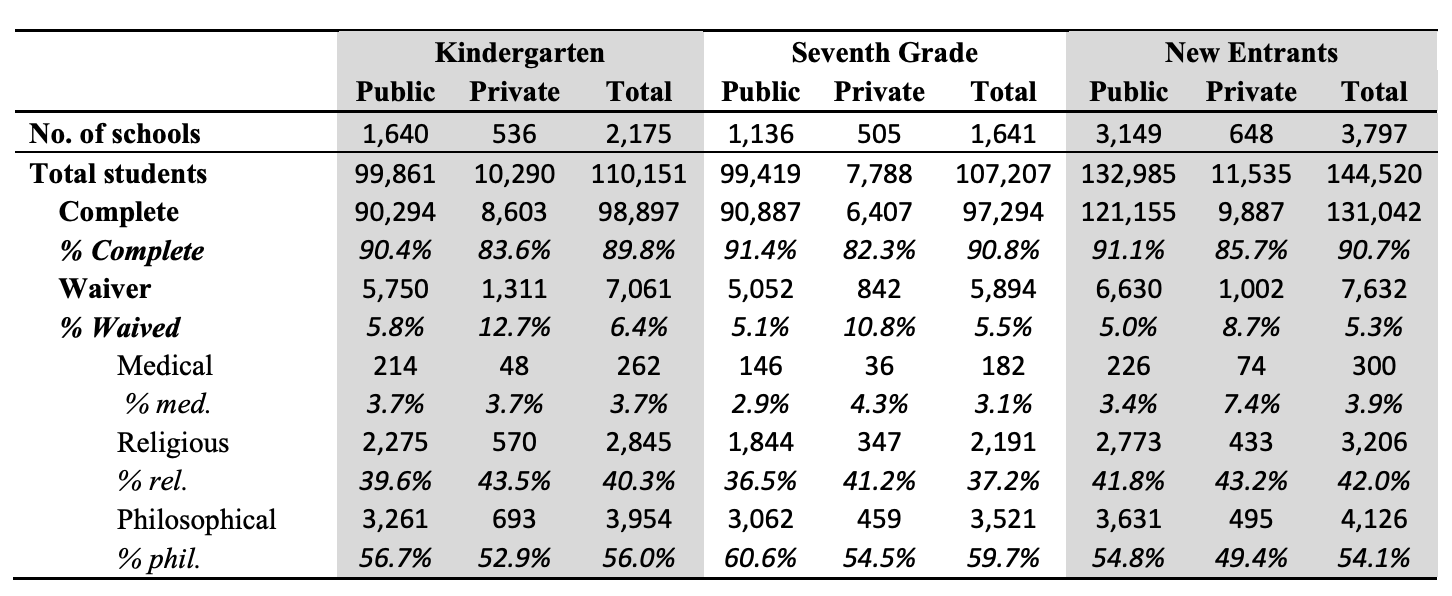 Kindergarten Seventh Grade New Entrants
Public Private Total Public Private Total Public Private Total
No. of schools 1,640 536 2,175 1,136 505 1,641 3,149 648 3,797
Total students 99,861 10,290 110,151 99,419 7,788 107,207 132,985 11,535 144,520
Complete 90,294 8,603 98,897 90,887 6,407 97,294 121,155 9,887 131,042
% Complete 90.4% 83.6% 89.8% 91.4% 82.3% 90.8% 91.1% 85.7% 90.7%
Waiver 5,750 1,311 7,061 5,052 842 5,894 6,630 1,002 7,632
% Waived 5.8% 12.7% 6.4% 5.1% 10.8% 5.5% 5.0% 8.7% 5.3%
Medical 214 48 262 146 36 182 226 74 300
% med. 3.7% 3.7% 3.7% 2.9% 4.3% 3.1% 3.4% 7.4% 3.9%
Religious 2,275 570 2,845 1,844 347 2,191 2,773 433 3,206
% rel. 39.6% 43.5% 40.3% 36.5% 41.2% 37.2% 41.8% 43.2% 42.0%
Philosophical 3,261 693 3,954 3,062 459 3,521 3,631 495 4,126
% phil. 56.7% 52.9% 56.0% 60.6% 54.5% 59.7% 54.8% 49.4% 54.1%